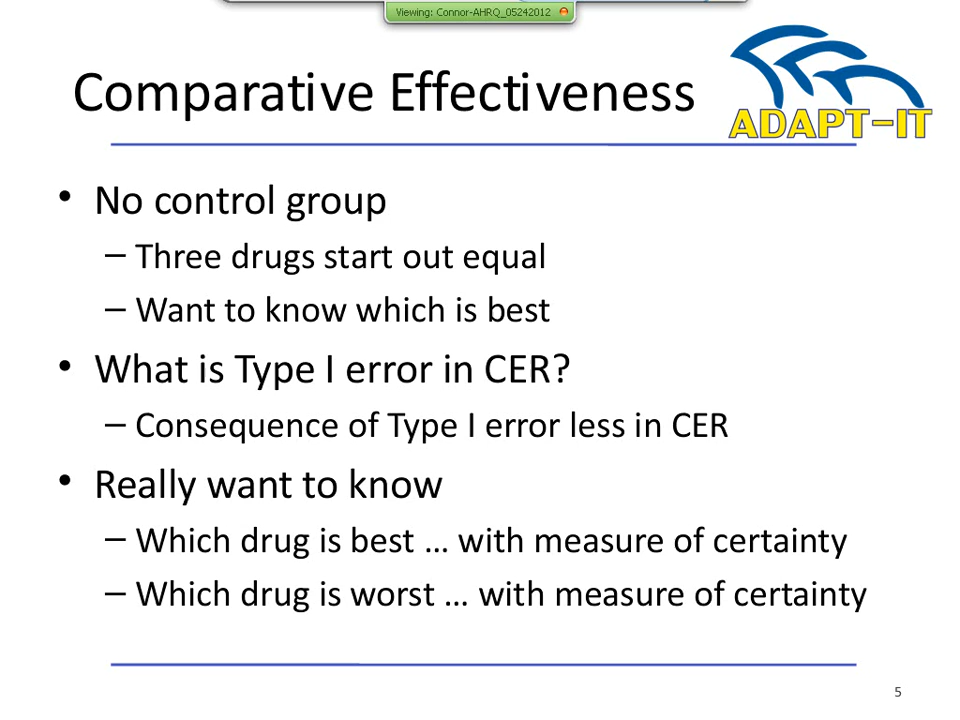 Viewing: Connor-AHRQ_05242012
Comparative Effectiveness
ADAPT-IT
• No control group
– Three drugs start out equal
– Want to know which is best
• What is Type I error in CER?
– Consequence of Type I error less in CER
• Really want to know
– Which drug is best … with measure of certainty
– Which drug is worst … with measure of certainty
5